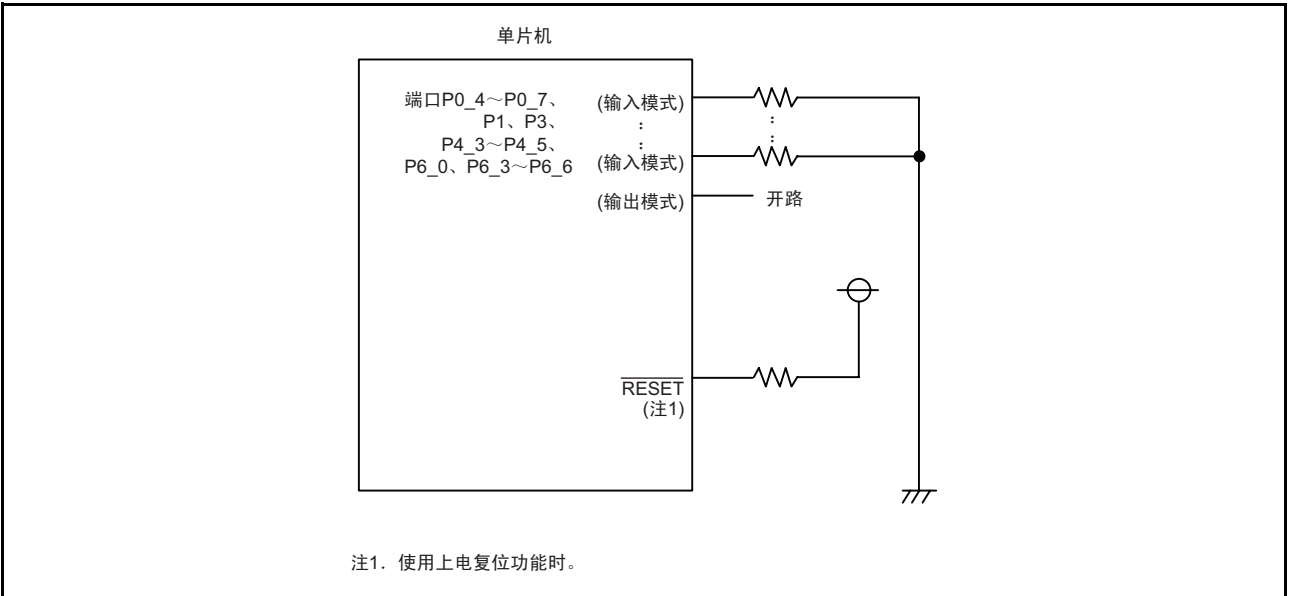 单片机
端口P0_4～P0_7、
P1、P3、
P4_3～P4_5、
P6_0、P6_3～P6_6
(输入模式)
(输入模式)
(输出模式)
开路
RESET
(注1)
注1. 使用上电复位功能时。